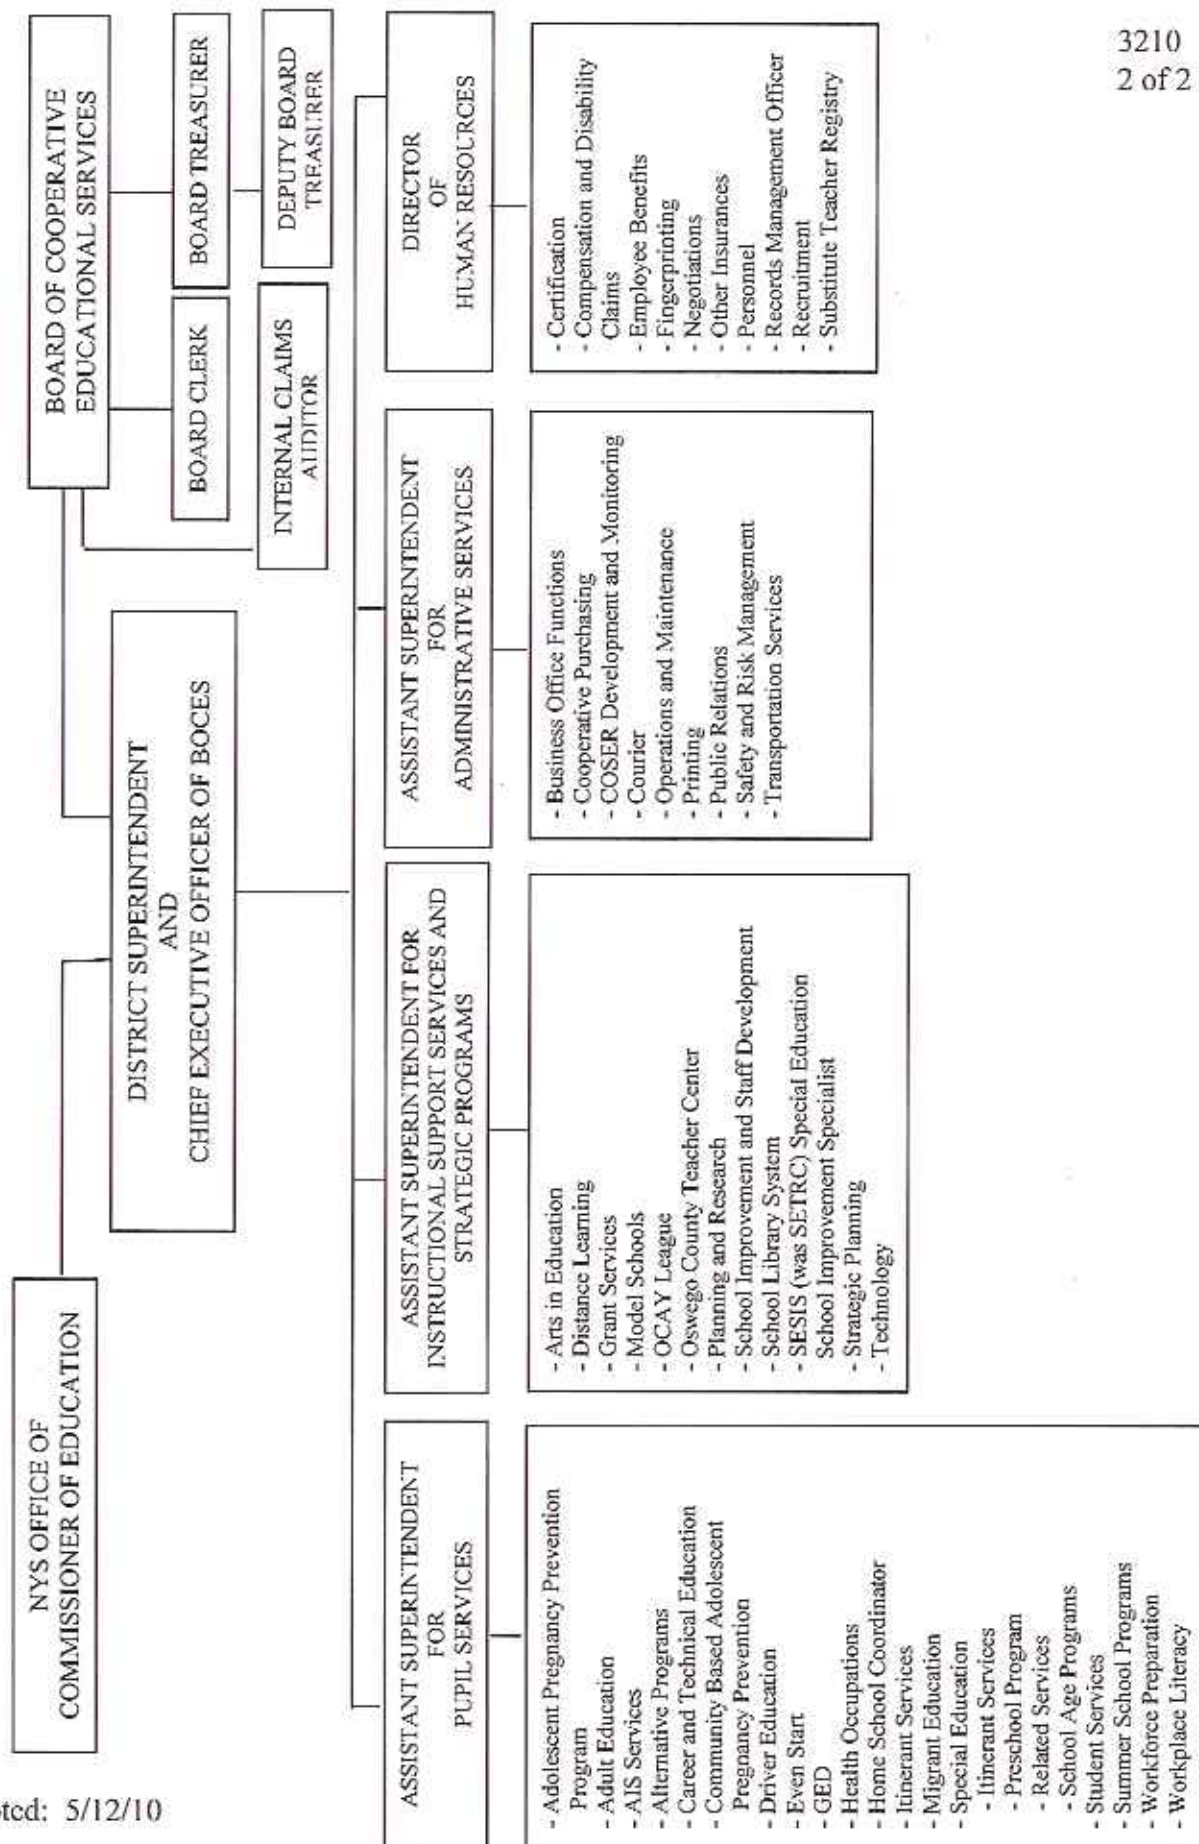 3210
2 of 2
NYS OFFICE OF
COMMISSIONER OF EDUCATION
BOARD OF COOPERATIVE
EDUCATIONAL SERVICES
DISTRICT SUPERINTENDENT
AND
CHIEF EXECUTIVE OFFICER OF BOCES
BOARD CLERK
BOARD TREASURER
INTERNAL CLAIMS
AUDITOR
DEPUTY BOARD
TREASURER
ASSISTANT SUPERINTENDENT
FOR
PUPIL SERVICES
- Adolescent Pregnancy Prevention
Program
- Adult Education
- AIS Services
- Alternative Programs
- Career and Technical Education
- Community Based Adolescent
Pregnancy Prevention
- Driver Education
- Even Start
- GED
- Health Occupations
- Home School Coordinator
- Itinerant Services
- Migrant Education
- Special Education
- Itinerant Services
- Preschool Program
- Related Services
- School Age Programs
- Student Services
- Summer School Programs
- Workforce Preparation
- Workplace Literacy
ASSISTANT SUPERINTENDENT FOR
INSTRUCTIONAL SUPPORT SERVICES AND
STRATEGIC PROGRAMS
- Arts in Education
- Distance Learning
- Grant Services
- Model Schools
- OCAY League
- Oswego County Teacher Center
- Planning and Research
- School Improvement and Staff Development
- School Library System
- SESIS (was SETRC) Special Education
School Improvement Specialist
- Strategic Planning
- Technology
ASSISTANT SUPERINTENDENT
FOR
ADMINISTRATIVE SERVICES
- Business Office Functions
- Cooperative Purchasing
- COSER Development and Monitoring
- Courier
- Operations and Maintenance
- Printing
- Public Relations
- Safety and Risk Management
- Transportation Services
DIRECTOR
OF
HUMAN RESOURCES
- Certification
- Compensation and Disability
Claims
- Employee Benefits
- Fingerprinting
- Negotiations
- Other Insurances
- Personnel
- Records Management Officer
- Recruitment
- Substitute Teacher Registry
5/12/10